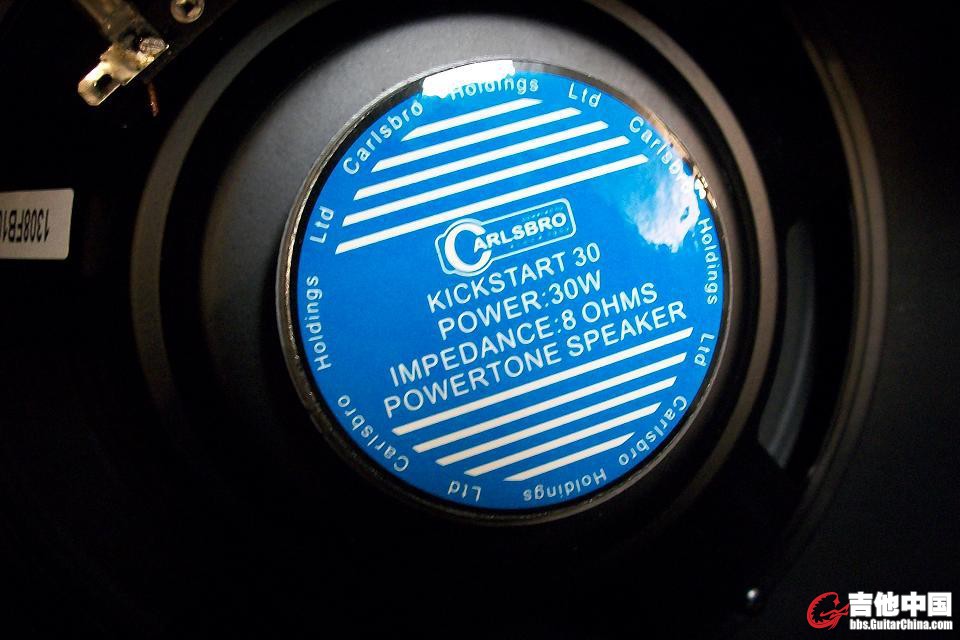 Carlsbro Holdings Ltd Carlsbro Holdings Ltd Carlsbro Holdings Ltd Carlsbro Holdings Ltd
CARLSBRO
KICKSTART 30
POWER:30W
IMPEDANCE:8 OHMS
POWERTONE SPEAKER
吉他中国
bbs.GuitarChina.com